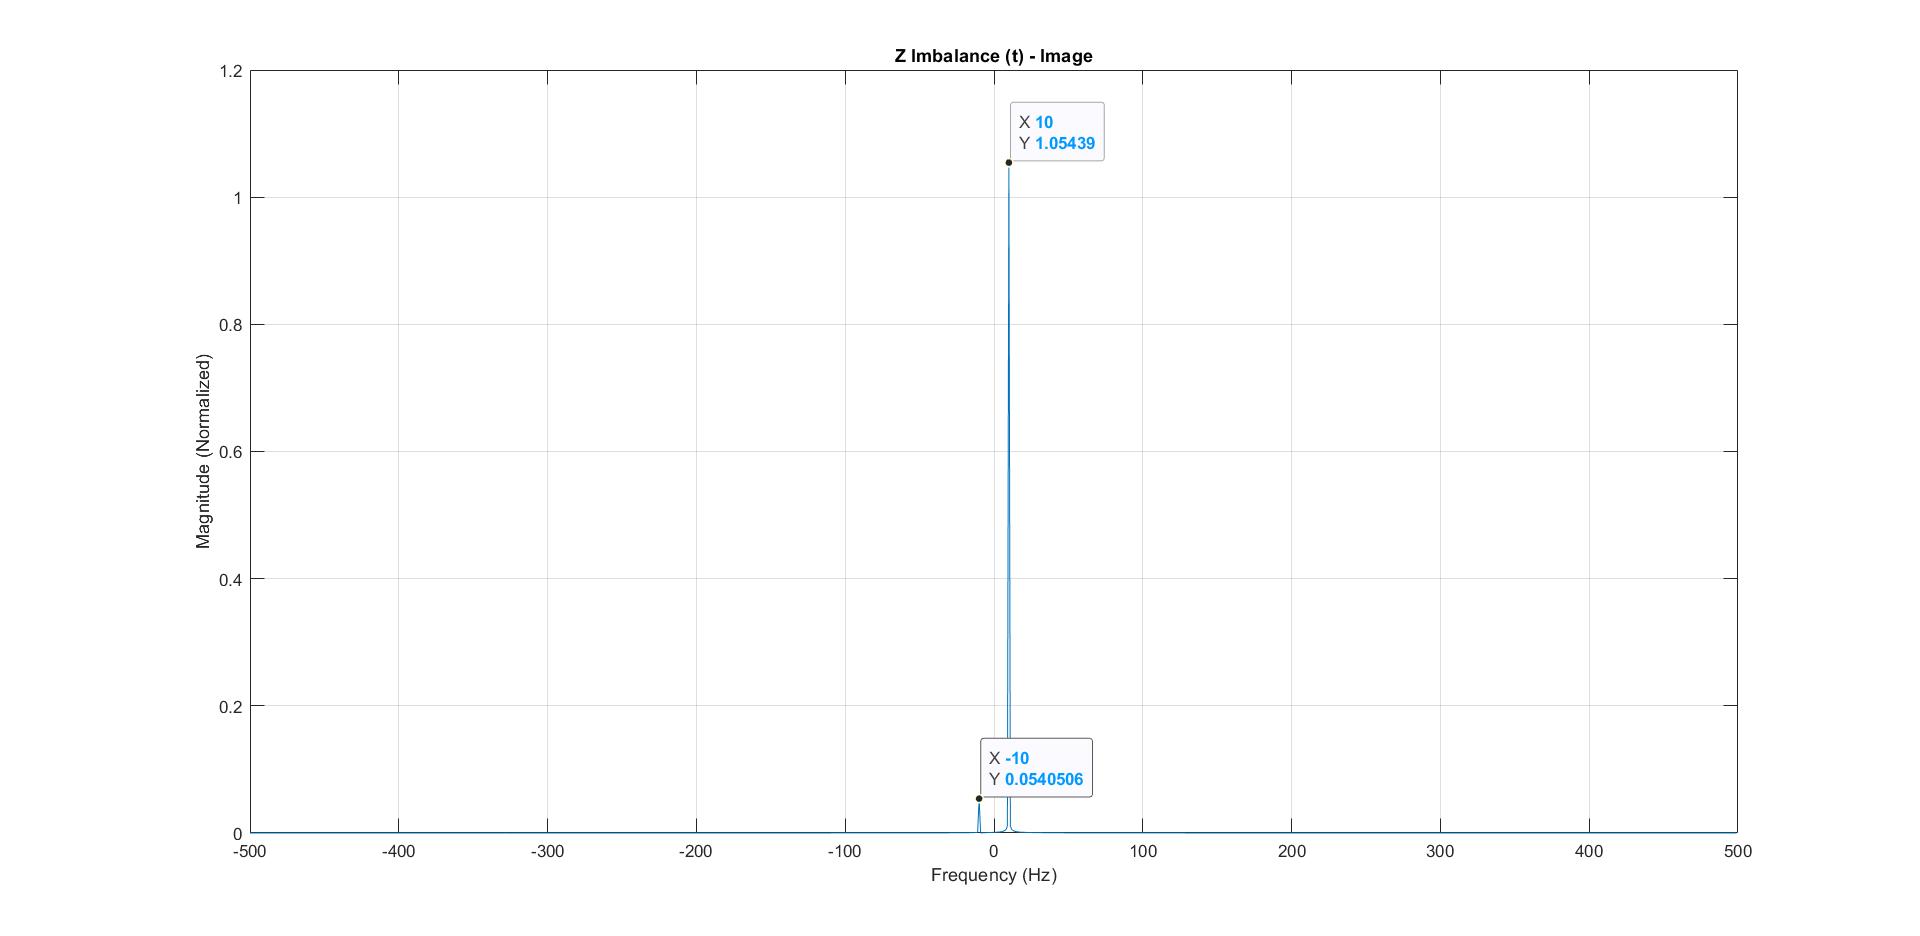 Z Imbalance (t) - Image
Magnitude (Normalized)
1.2
1
0.8
0.6
0.4
0.2
0
X 10
Y 1.05439
X -10
Y 0.0540506
-500 -400 -300 -200 -100 0 100 200 300 400 500
Frequency (Hz)